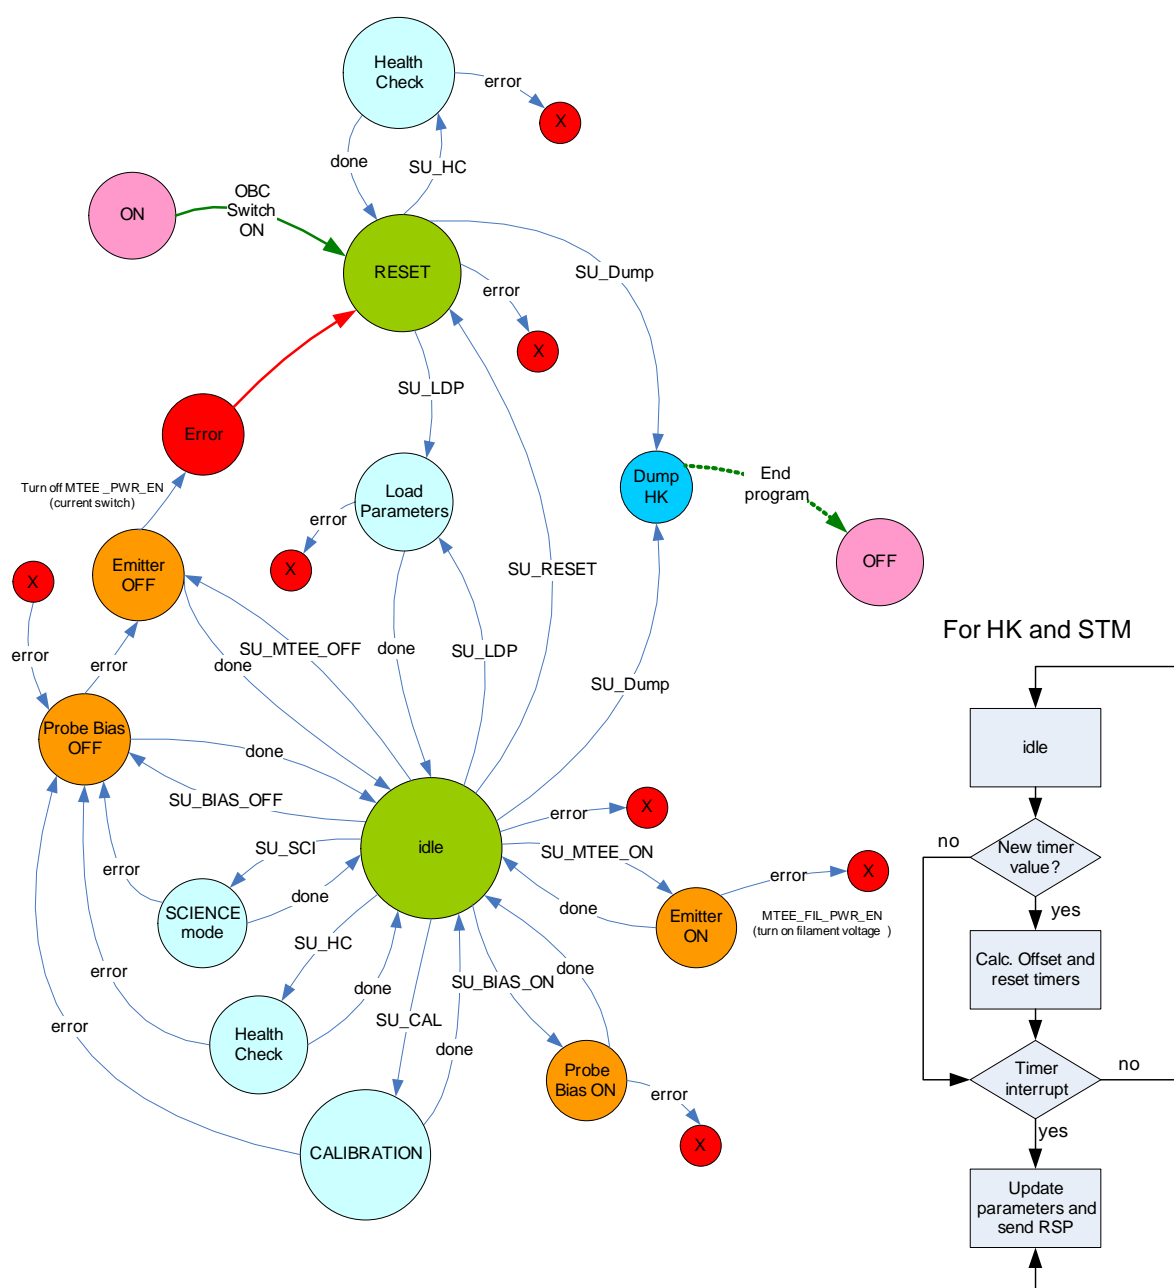 Health
Check
error
X
done
SU_HC
ON
OBC
Switch
ON
RESET
SU_Dump
error
X
SU_LDP
Error
Turn off MTEE_PWR_EN
(current switch)
Load
Parameters
error
X
Dump
HK
End
program
OFF
Emitter
OFF
X
error
error
SU_MTEE_OFF
done
done
SU_LDP
SU_RESET
SU_Dump
Probe Bias
OFF
done
SU_BIAS_OFF
idle
error
X
SU_SCI
error
SCIENCE
mode
done
SU_MTEE_ON
error
X
done
Emitter
ON
MTEE_FIL_PWR_EN
(turn on filament voltage )
SU_HC
error
done
Health
Check
SU_CAL
done
error
CALIBRATION
SU_BIAS_ON
done
Probe
Bias ON
error
X
For HK and STM
idle
New timer
value?
no
yes
Calc. Offset and
reset timers
Timer
interrupt
no
yes
Update
parameters and
send RSP